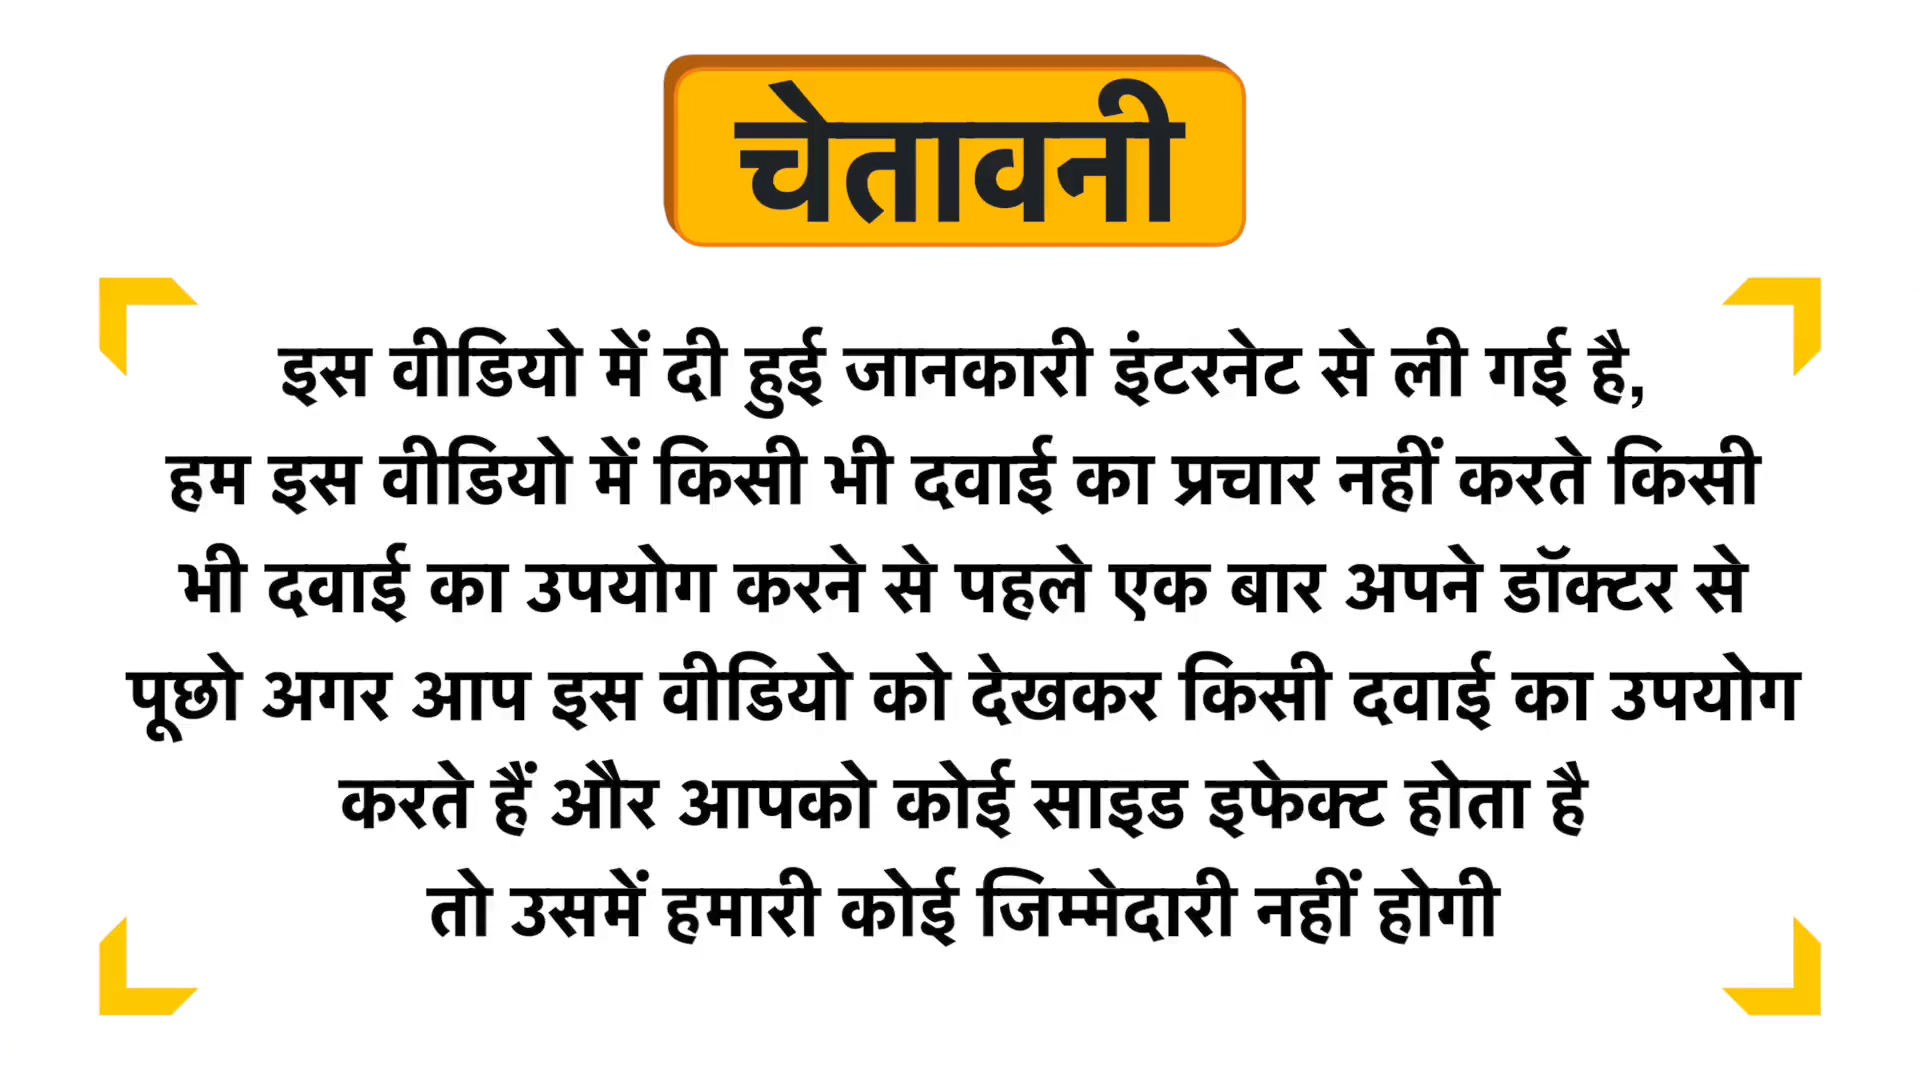 चेतावनी
इस वीडियो में दी हुई जानकारी इंटरनेट से ली गई है,
हम इस वीडियो में किसी भी दवाई का प्रचार नहीं करते किसी
भी दवाई का उपयोग करने से पहले एक बार अपने डॉक्टर से
पूछो अगर आप इस वीडियो को देखकर किसी दवाई का उपयोग
करते हैं और आपको कोई साइड इफेक्ट होता है
तो उसमें हमारी कोई जिम्मेदारी नहीं होगी